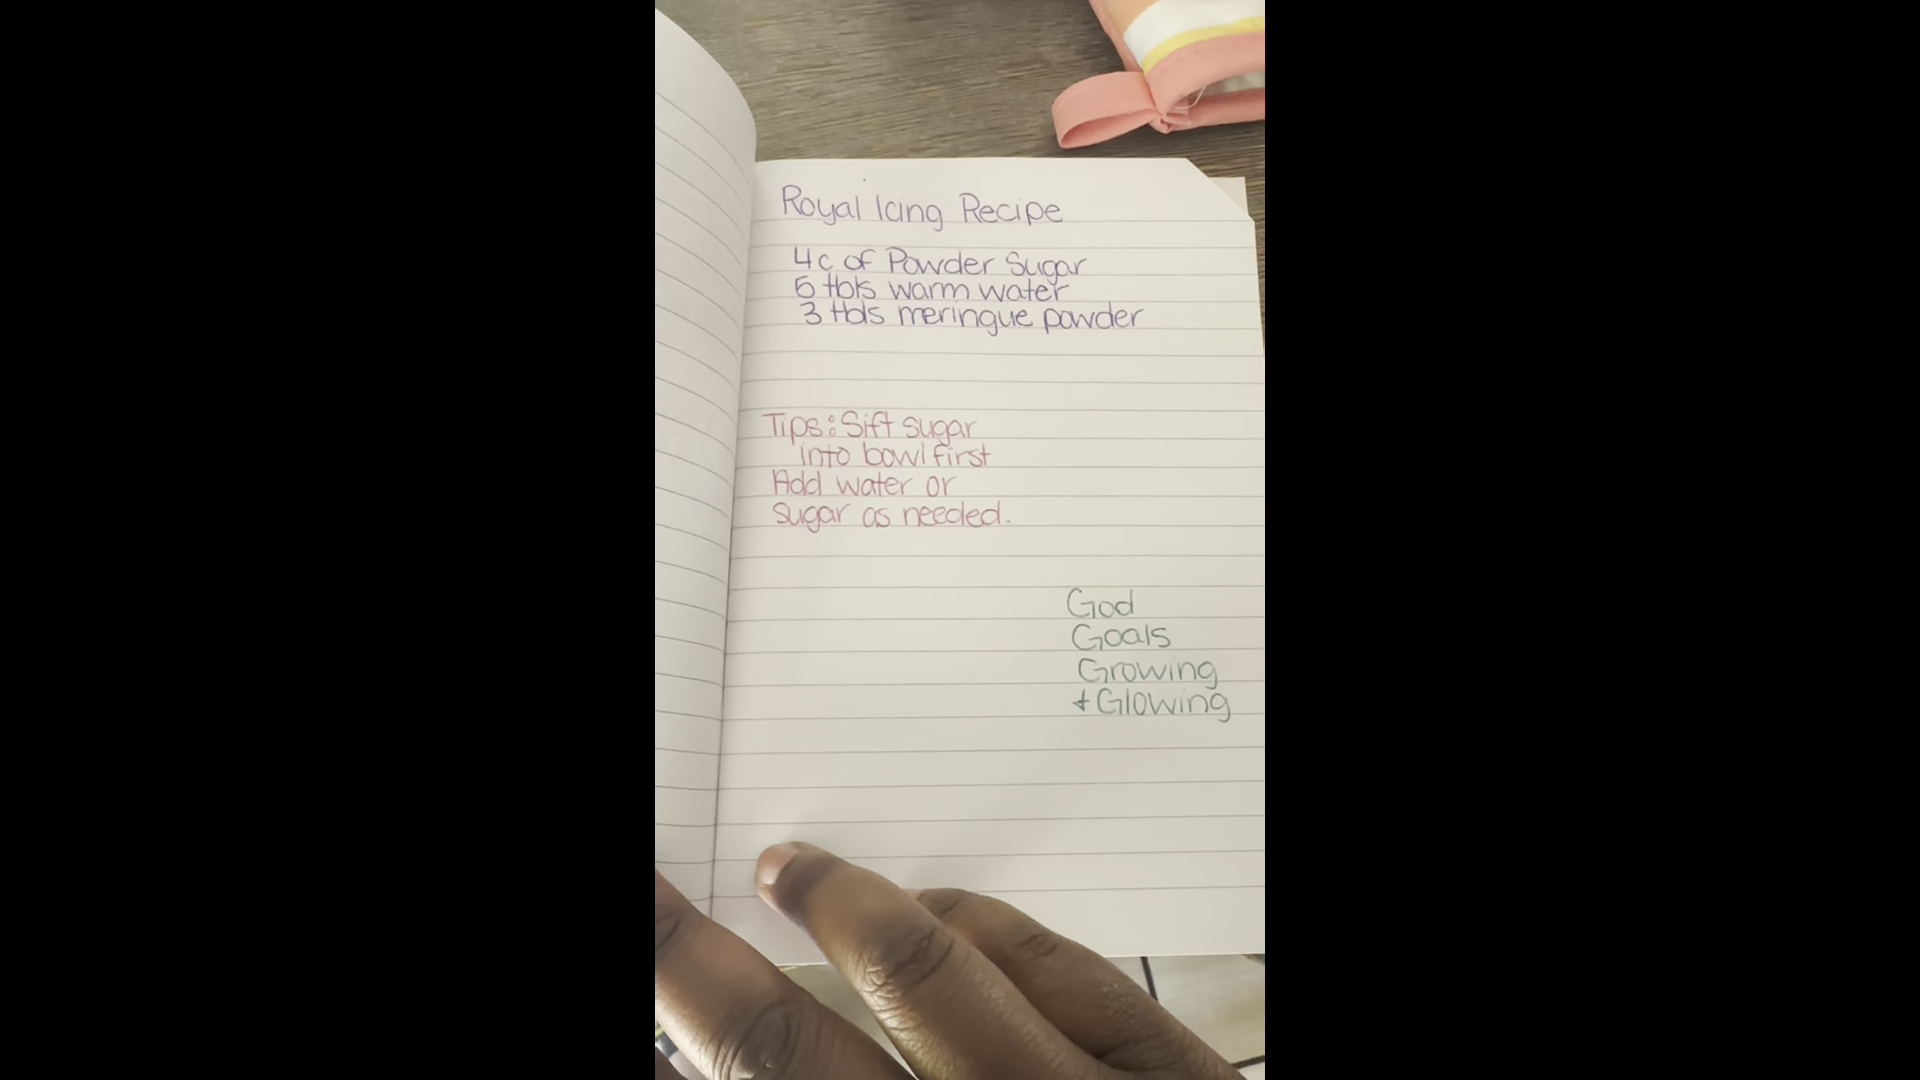 Royal Icing Recipe
4c of Powder Sugar
5 tbls warm water
3 tbls meringue powder
Tips: Sift sugar
into bowl first
Add water or
sugar as needed.
God
Goals
Growing
+ Glowing